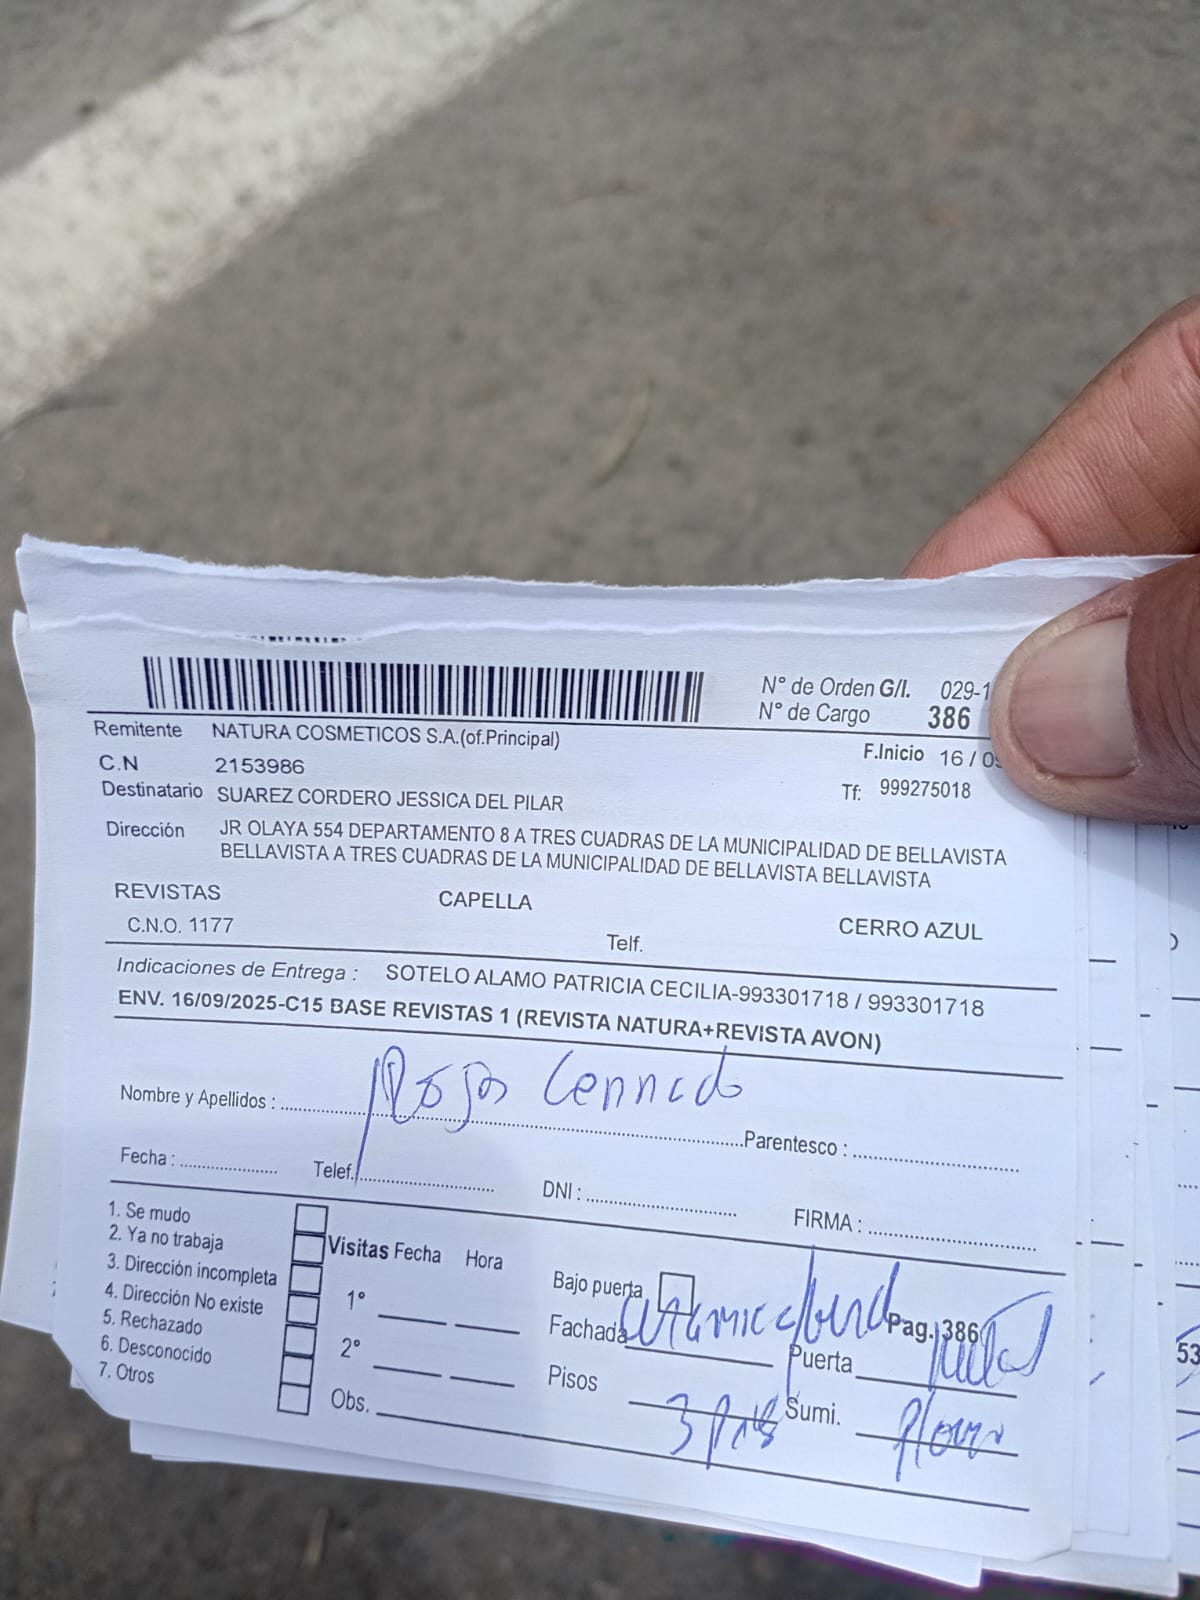 N° de Orden G/I. 029-1
N° de Cargo 386
Remitente NATURA COSMETICOS S.A.(of.Principal)
F.Inicio 16 / 09
C.N 2153986
Tf: 999275018
Destinatario SUAREZ CORDERO JESSICA DEL PILAR
Dirección JR OLAYA 554 DEPARTAMENTO 8 A TRES CUADRAS DE LA MUNICIPALIDAD DE BELLAVISTA
BELLAVISTA A TRES CUADRAS DE LA MUNICIPALIDAD DE BELLAVISTA BELLAVISTA
REVISTAS CAPELLA CERRO AZUL
C.N.O. 1177 Telf.
Indicaciones de Entrega : SOTELO ALAMO PATRICIA CECILIA-993301718 / 993301718
ENV. 16/09/2025-C15 BASE REVISTAS 1 (REVISTA NATURA+REVISTA AVON)
Nombre y Apellidos : Parentesco :
Fecha : Telef. DNI : FIRMA :
1. Se mudo
2. Ya no trabaja
3. Dirección incompleta
4. Dirección No existe
5. Rechazado
6. Desconocido
7. Otros
Visitas Fecha Hora
1°
2°
Obs.
Bajo puerta
Fachada Pag. 386
Puerta
Pisos 3 Sumi.
53